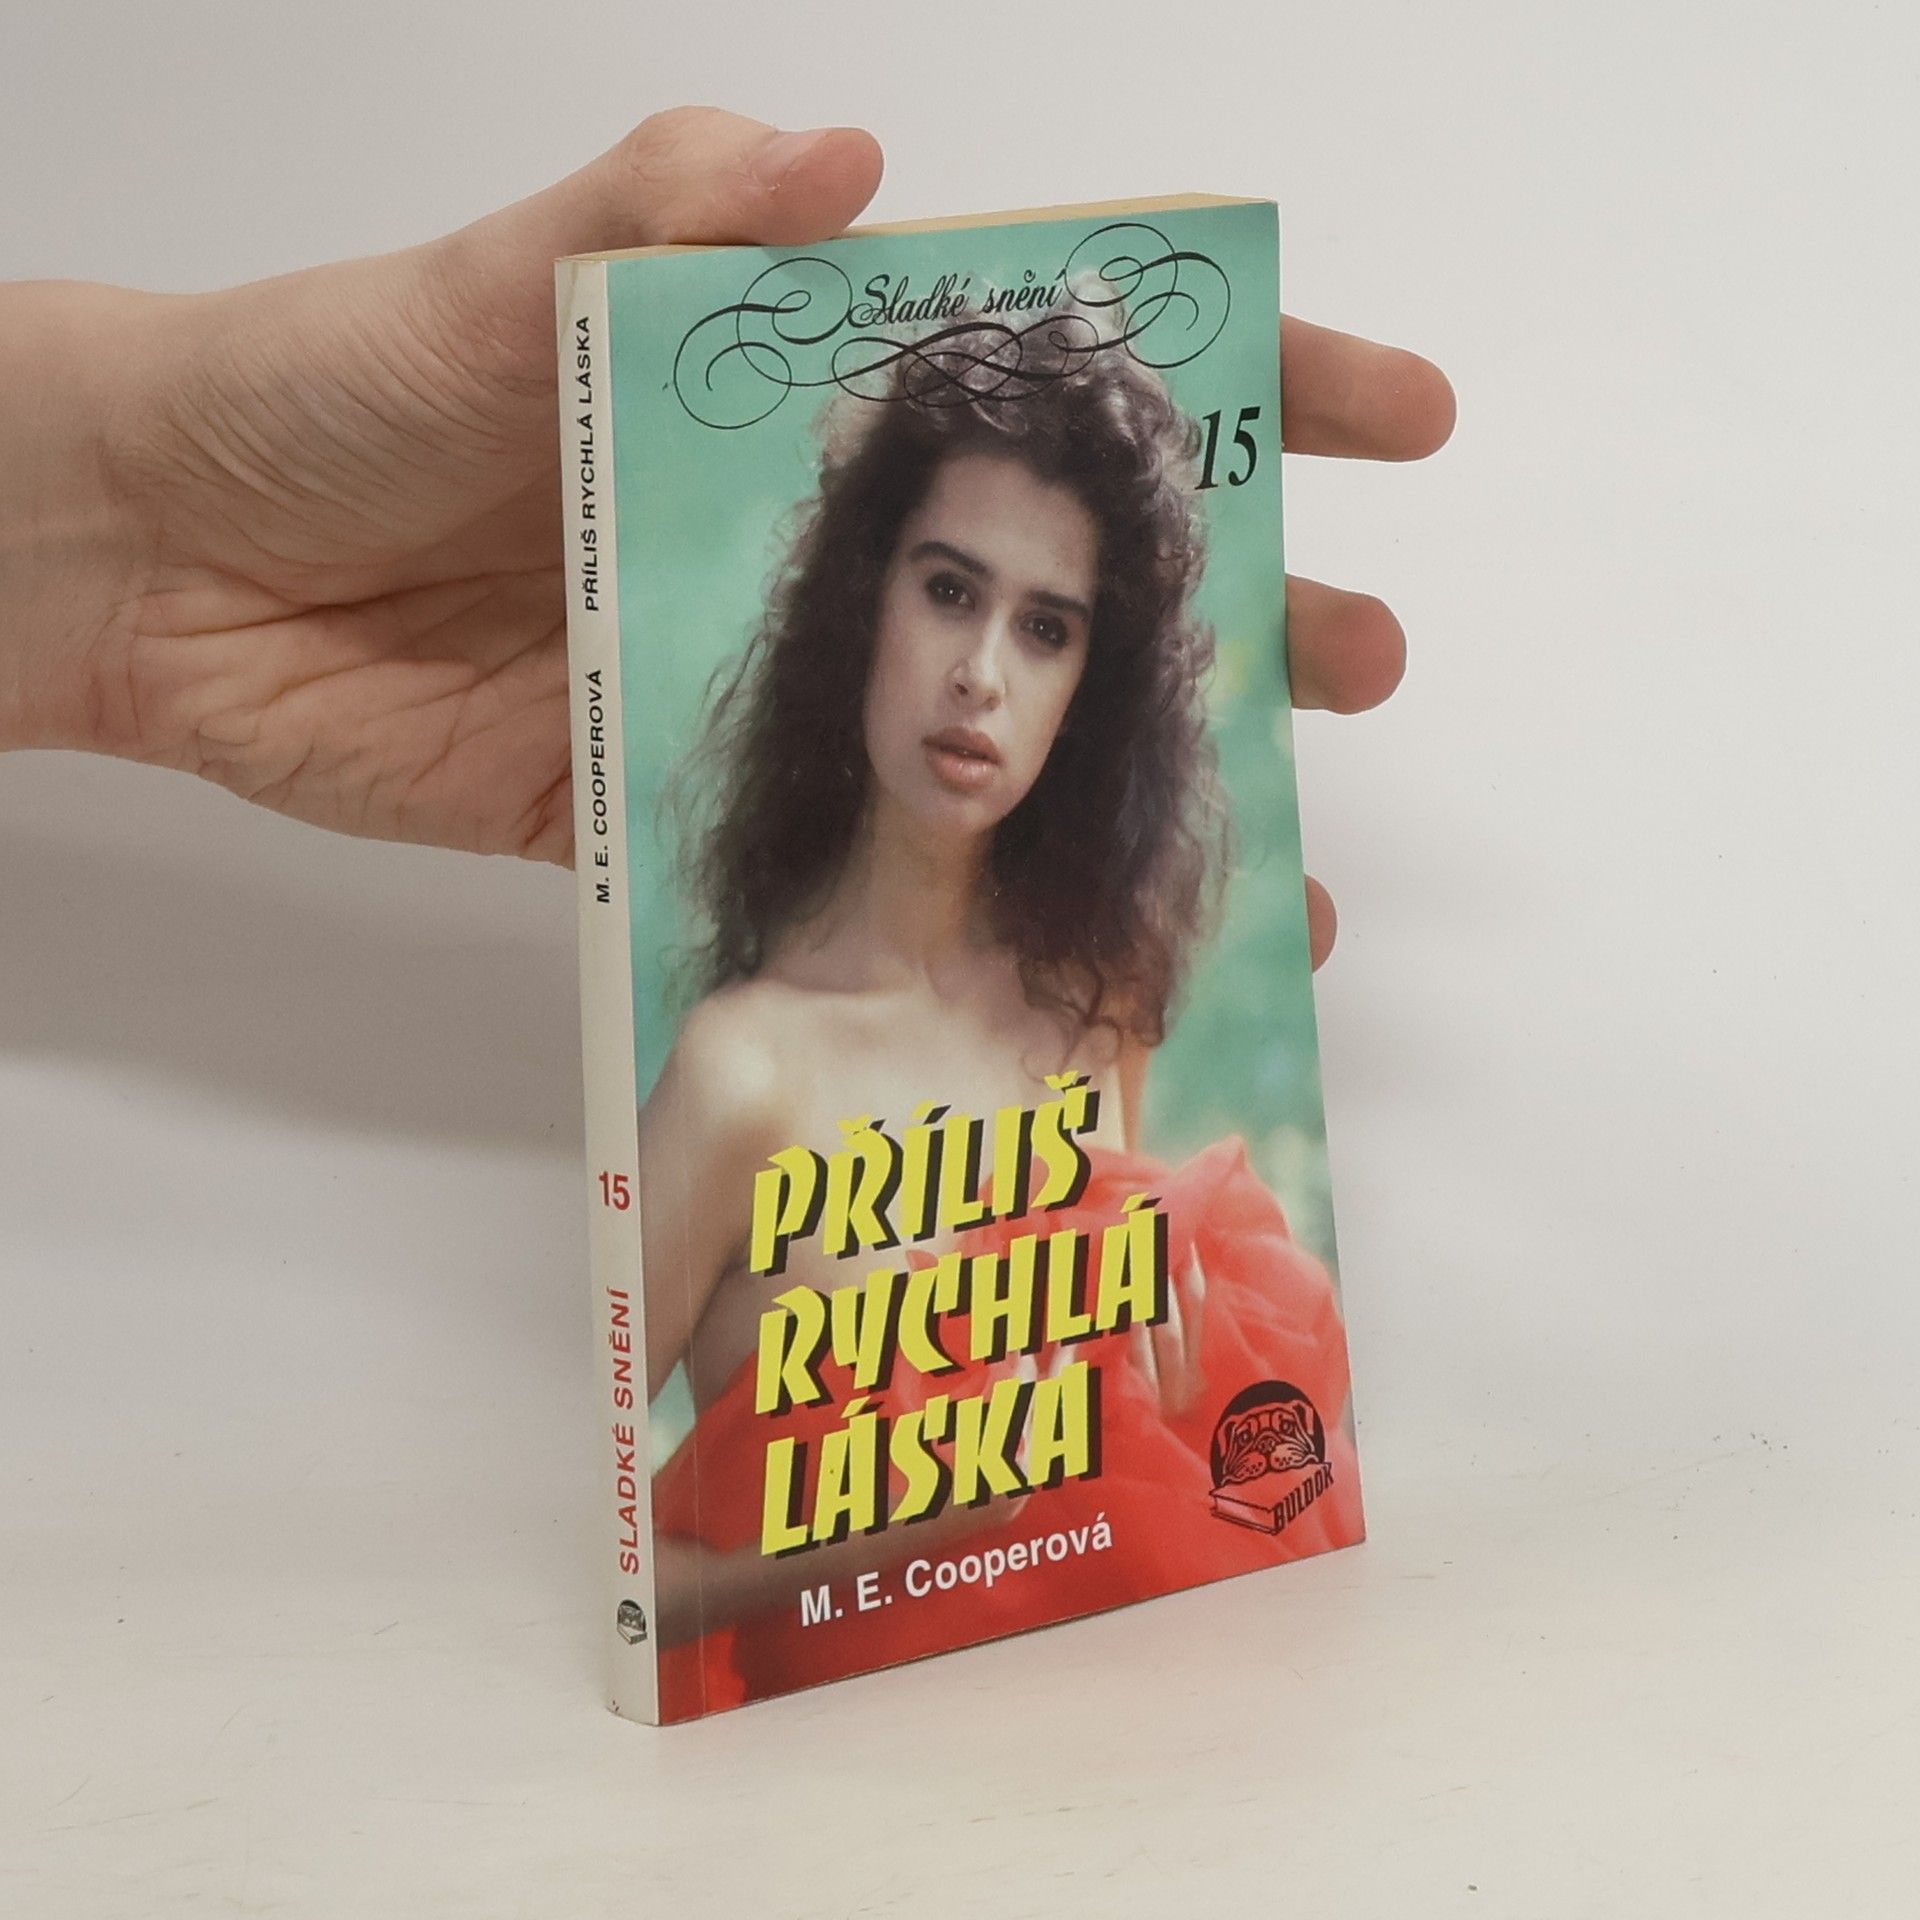 Sladké snění
15
PŘÍLIŠ
RYCHLÁ
LÁSKA
M. E. Cooperová
BULDOK
M. E. COOPEROVÁ PŘÍLIŠ RYCHLÁ LÁSKA
SLADKÉ SNĚNÍ
15